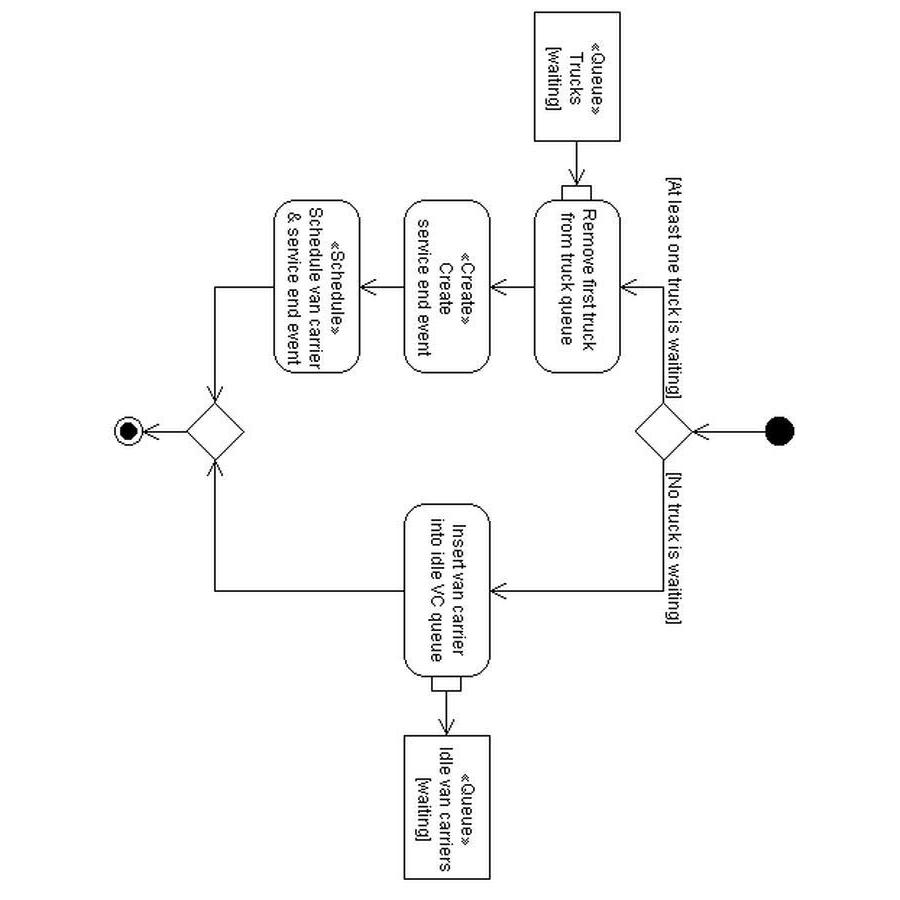 [At least one truck is waiting]
[No truck is waiting]
«Queue»
Trucks
[waiting]
Remove first truck
from truck queue
«Create»
Create
service end event
Insert van carrier
into idle VC queue
«Queue»
Idle van carriers
[waiting]
«Schedule»
Schedule van carrier
& service end event